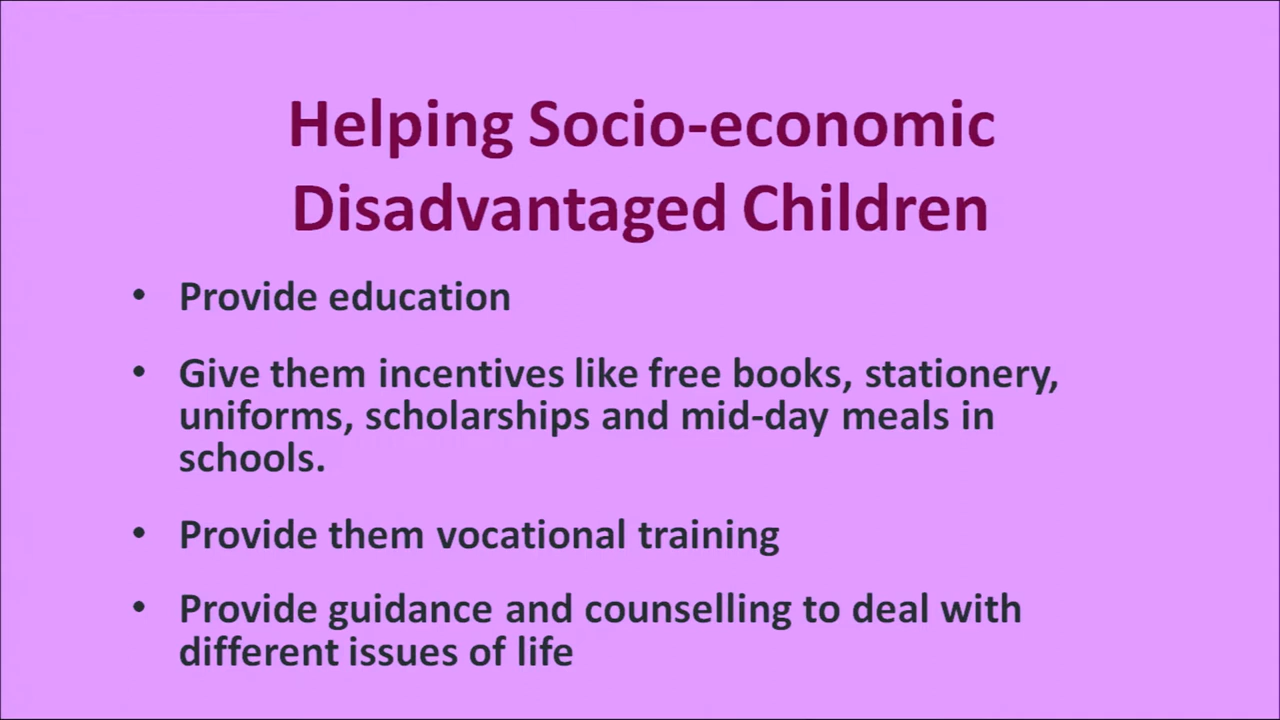 Helping Socio-economic
Disadvantaged Children
• Provide education
• Give them incentives like free books, stationery,
uniforms, scholarships and mid-day meals in
schools.
• Provide them vocational training
• Provide guidance and counselling to deal with
different issues of life